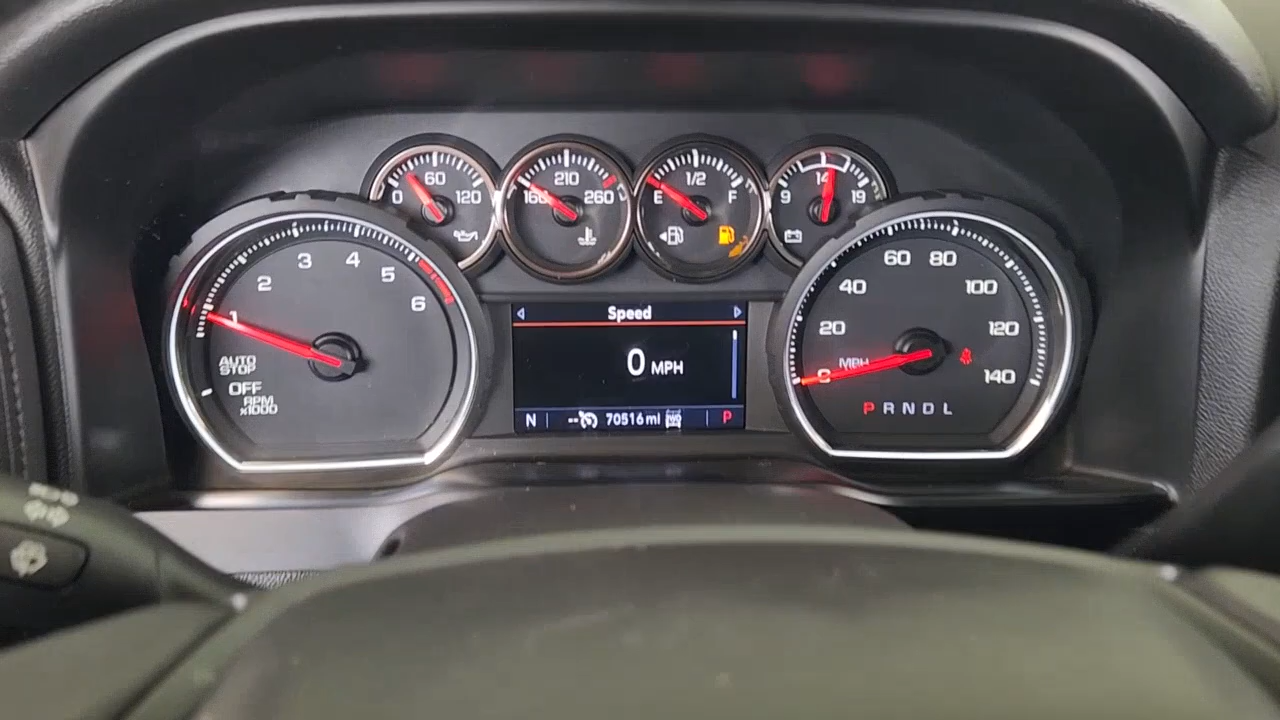 0 60 120
160 210 260
E 1/2 F
9 14 19
1 2 3 4 5 6
AUTO
STOP
OFF
RPM
x1000
Speed
0 MPH
N -- 70516 mi 2WD P
0 20 40 60 80 100 120 140
MPH
P R N D L